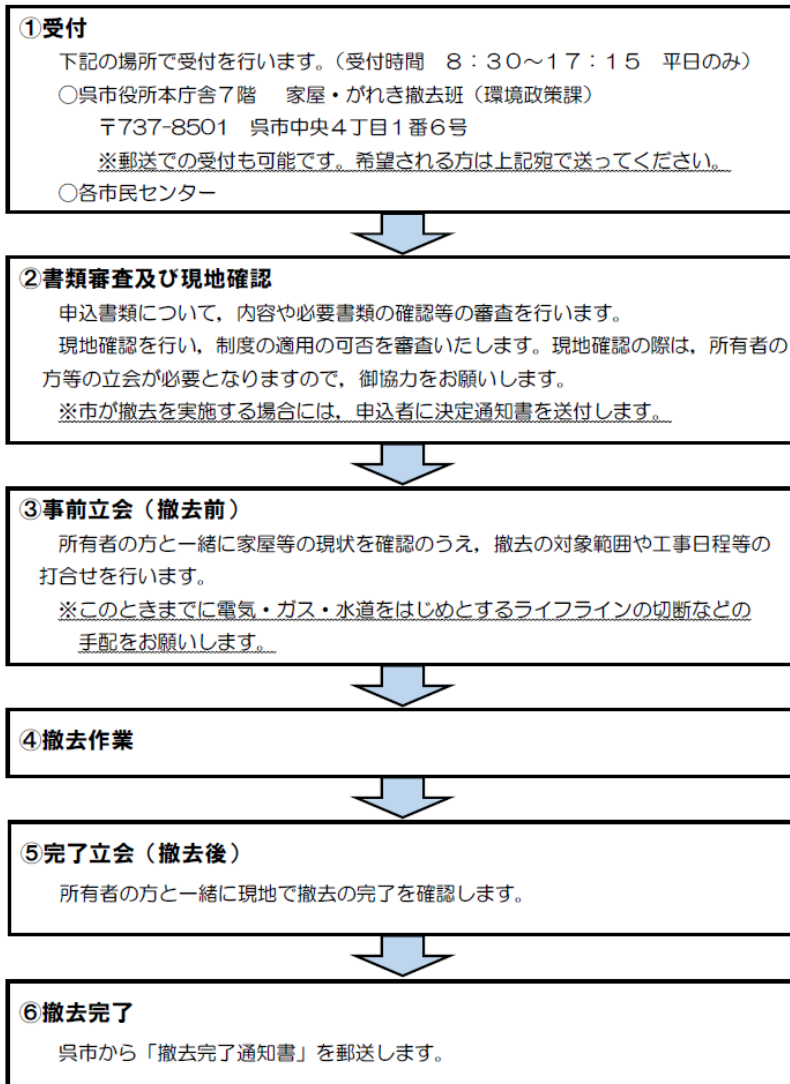 ①受付
下記の場所で受付を行います。（受付時間　８：３０～１７：１５　平日のみ）
○呉市役所本庁舎７階　家屋・がれき撤去班（環境政策課）
〒737-8501　呉市中央４丁目１番６号
※郵送での受付も可能です。希望される方は上記宛で送ってください。
○各市民センター
②書類審査及び現地確認
申込書類について，内容や必要書類の確認等の審査を行います。
現地確認を行い，制度の適用の可否を審査いたします。現地確認の際は，所有者の
方等の立会が必要となりますので，御協力をお願いします。
※市が撤去を実施する場合には，申込者に決定通知書を送付します。
③事前立会（撤去前）
所有者の方と一緒に家屋等の現状を確認のうえ，撤去の対象範囲や工事日程等の
打合せを行います。
※このときまでに電気・ガス・水道をはじめとするライフラインの切断などの
手配をお願いします。
④撤去作業
⑤完了立会（撤去後）
所有者の方と一緒に現地で撤去の完了を確認します。
⑥撤去完了
呉市から「撤去完了通知書」を郵送します。